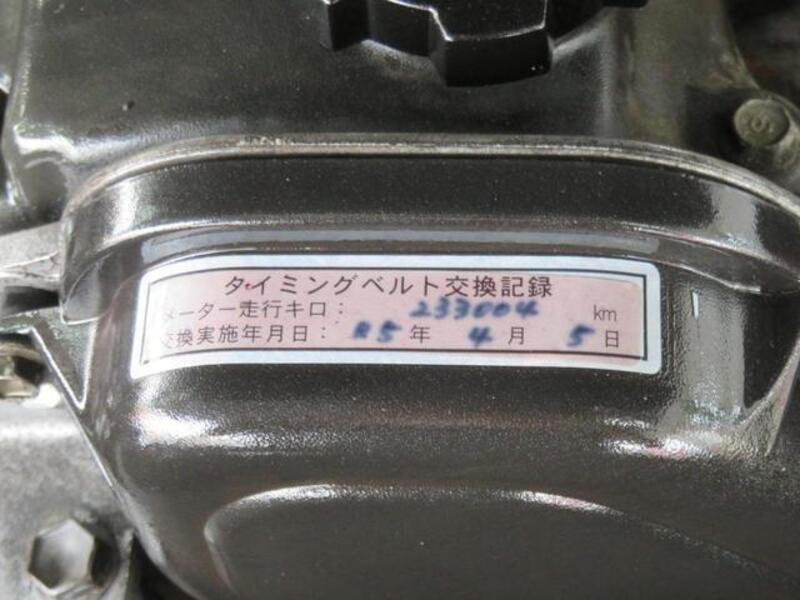 タイミングベルト交換記録
メーター走行キロ： 233004 km
交換実施年月日： R5 年 4 月 5 日